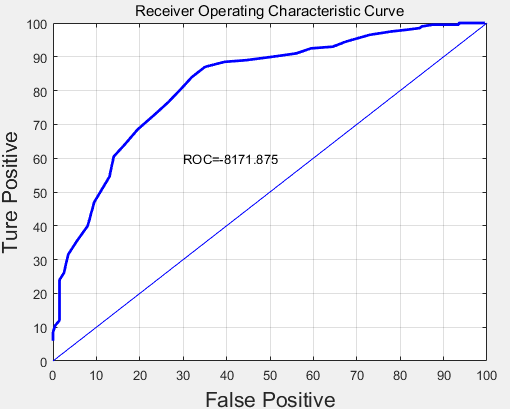 Receiver Operating Characteristic Curve
100
90
80
70
60
50
40
30
20
10
0
ROC=-8171.875
Ture Positive
0 10 20 30 40 50 60 70 80 90 100
False Positive